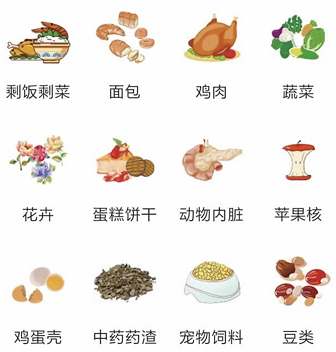 剩饭剩菜 面包 鸡肉 蔬菜
花卉 蛋糕饼干 动物内脏 苹果核
鸡蛋壳 中药药渣 宠物饲料 豆类